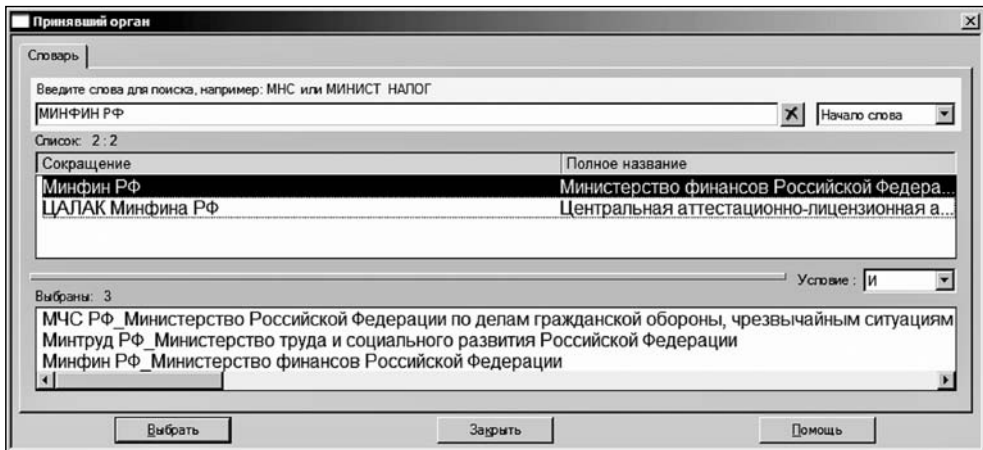 Принявший орган
Словарь
Введите слова для поиска, например: МНС или МИНИСТ НАЛОГ
МИНФИН РФ Начало слова
Список: 2 : 2
Сокращение Полное название
Минфин РФ Министерство финансов Российской Федера...
ЦАЛАК Минфина РФ Центральная аттестационно-лицензионная а...
Условие : И
Выбраны: 3
МЧС РФ_Министерство Российской Федерации по делам гражданской обороны, чрезвычайным ситуациям
Минтруд РФ_Министерство труда и социального развития Российской Федерации
Минфин РФ_Министерство финансов Российской Федерации
Выбрать Закрыть Помощь